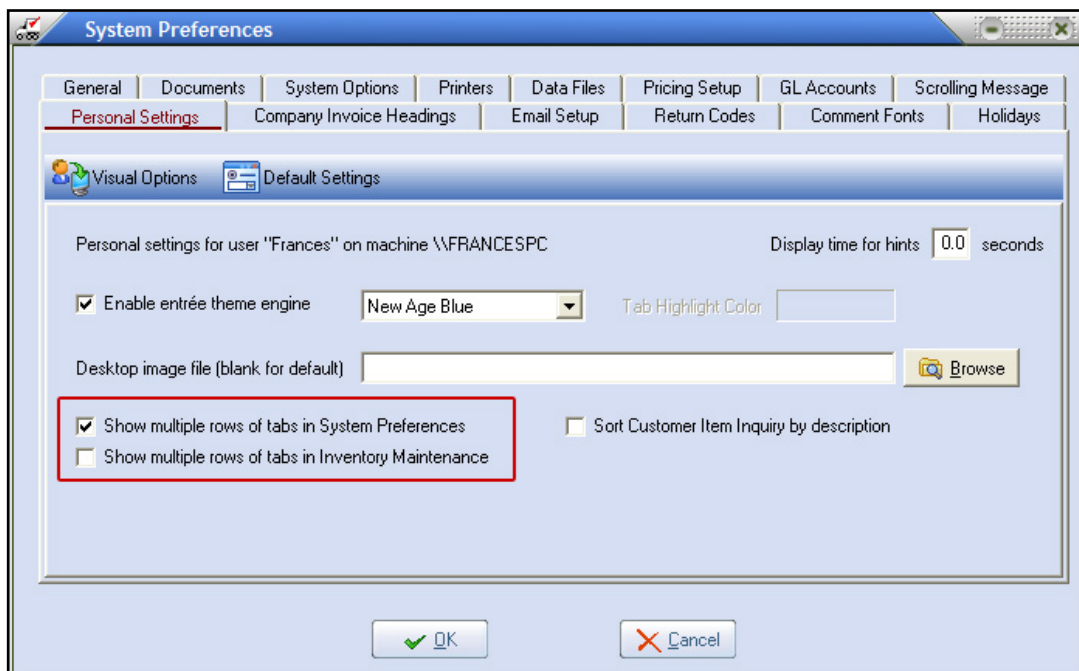 System Preferences
General Documents System Options Printers Data Files Pricing Setup GL Accounts Scrolling Message
Personal Settings Company Invoice Headings Email Setup Return Codes Comment Fonts Holidays
Visual Options Default Settings
Personal settings for user "Frances" on machine \\FRANCESPC Display time for hints 0.0 seconds
Enable entrée theme engine New Age Blue Tab Highlight Color
Desktop image file (blank for default) Browse
Show multiple rows of tabs in System Preferences Sort Customer Item Inquiry by description
Show multiple rows of tabs in Inventory Maintenance
OK Cancel